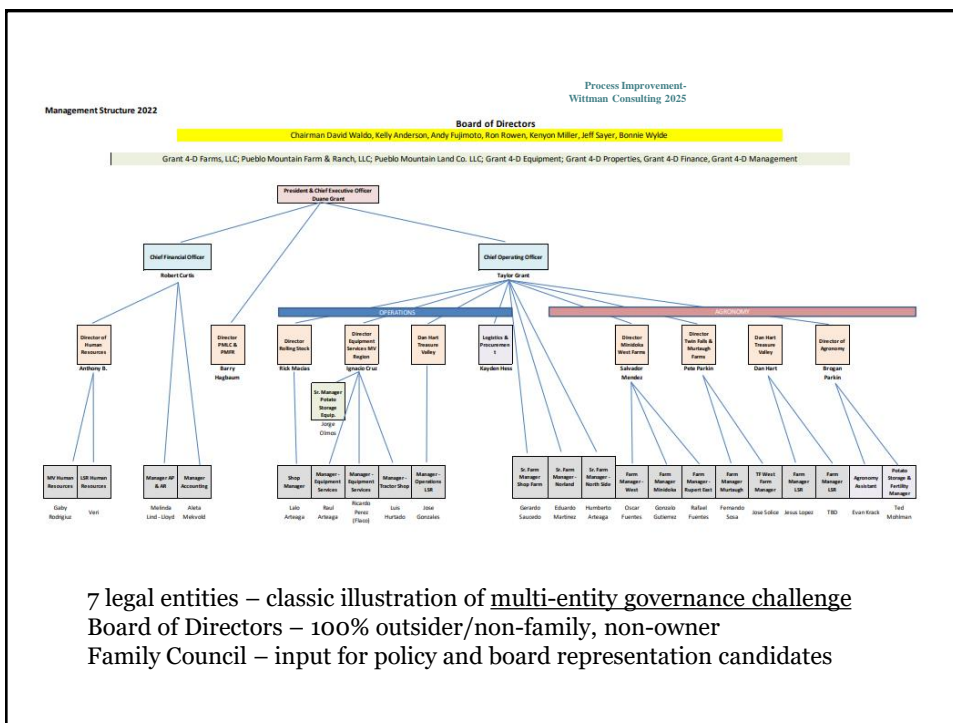 Process Improvement-
Wittman Consulting 2025
Management Structure 2022
Board of Directors
Chairman David Waldo, Kelly Anderson, Andy Fujimoto, Ron Rowen, Kenyon Miller, Jeff Sayer, Bonnie Wylde
Grant 4-D Farms, LLC; Pueblo Mountain Farm & Ranch, LLC; Pueblo Mountain Land Co. LLC; Grant 4-D Equipment; Grant 4-D Properties, Grant 4-D Finance, Grant 4-D Management
President & Chief Executive Officer
Duane Grant
Chief Financial Officer
Robert Curtis
Chief Operating Officer
Taylor Grant
OPERATIONS
AGRONOMY
Director of
Human
Resources
Anthony B.
Director
PMLC &
PMFR
Barry
Hagbaum
Director
Rolling Stock
Rick Macias
Director
Equipment
Services MV
Region
Ignacio Cruz
Dan Hart
Treasure
Valley
Logistics &
Procuremen
t
Kayden Hess
Director
Minidoka
West Farms
Salvador
Mendez
Director
Twin Falls &
Murtaugh
Farms
Pete Parkin
Dan Hart
Treasure
Valley
Dan Hart
Director of
Agronomy
Brogan
Parkin
Sr. Manager
Potato
Storage
Equip.
Jorge
Olmos
MV Human
Resources
Gaby
Rodrigiuz
LSR Human
Resources
Veri
Manager AP
& AR
Melinda
Lind - Lloyd
Manager
Accounting
Aleta
Mekvold
Shop
Manager
Lalo
Arteaga
Manager -
Equipment
Services
Raul
Arteaga
Manager -
Equipment
Services
Ricardo
Perez
(Flaco)
Manager
-Tractor Shop
Luis
Hurtado
Manager -
Operations
LSR
Jose
Gonzales
Sr. Farm
Manager
Shop Farm
Gerardo
Saucedo
Sr. Farm
Manager
-Norland
Eduardo
Martinez
Sr. Farm
Manager -
North Side
Humberto
Arteaga
Farm
Manager
- West
Oscar
Fuentes
Farm
Manager
Minidoka
Gonzalo
Gutierrez
Farm
Manager -
Rupert East
Rafael
Fuentes
Farm
Manager
Murtaugh
Fernando
Sosa
TF West
Farm
Manager
Jose Solice
Farm
Manager
LSR
Jesus Lopez
Farm
Manager
LSR
TBD
Agronomy
Assistant
Evan Krack
Potato
Storage &
Fertility
Manager
Ted
Mohlman
7 legal entities – classic illustration of multi-entity governance challenge
Board of Directors – 100% outsider/non-family, non-owner
Family Council – input for policy and board representation candidates